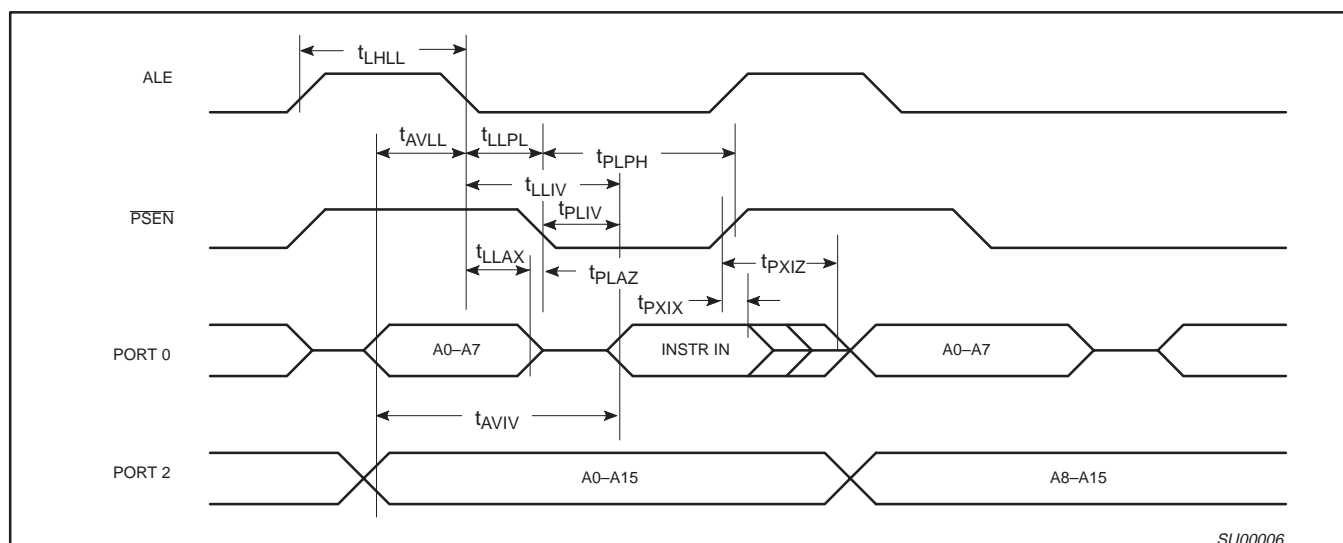 tLHLL
ALE
tAVLL
tLLPL
tPLPH
tLLIV
PSEN
tPLIV
tLLAX
tPLAZ
tPXIZ
tPXIX
PORT 0
A0–A7
INSTR IN
A0–A7
tAVIV
PORT 2
A0–A15
A8–A15
SU00006